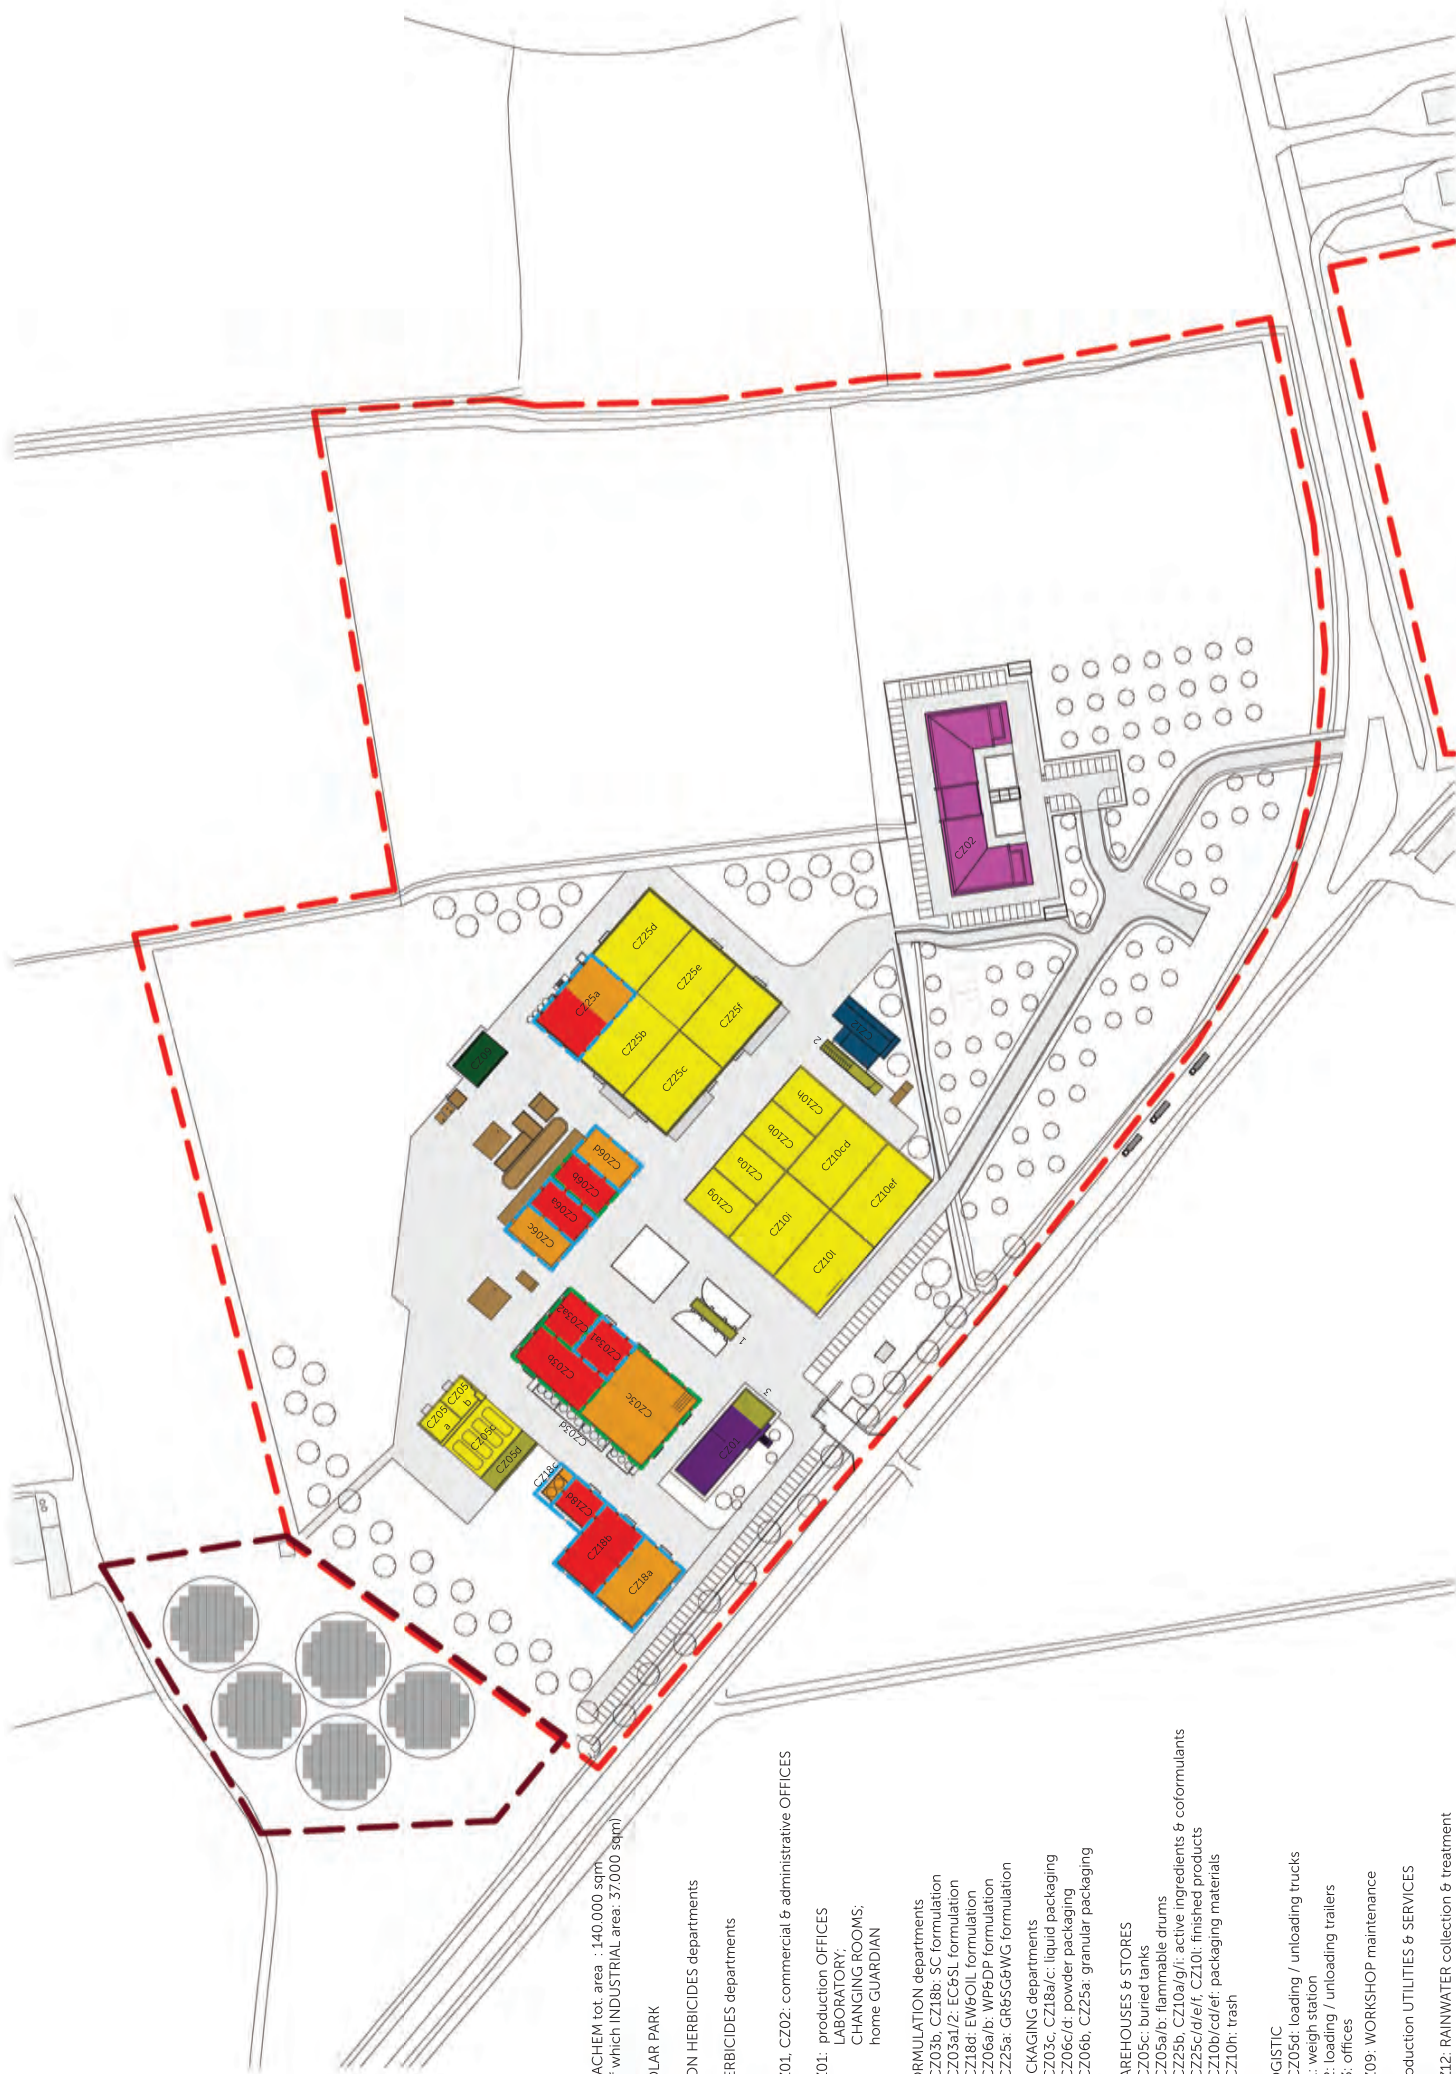 CZ02
CZ25d
CZ25e
CZ25a
CZ25f
CZ25b
CZ25c
CZ09
CZ12
2
CZ10h
CZ10b
CZ10cd
CZ10a
CZ10ef
CZ10g
CZ10i
CZ10l
CZ06d
CZ06b
CZ06a
CZ06c
1
CZ03a2
CZ03a1
CZ03b
CZ03c
CZ03d
3
CZ01
CZ05
b
CZ05
a
CZ05c
CZ05d
CZ18c
CZ18d
CZ18b
CZ18a
ACHEM tot. area : 140.000 sqm
which INDUSTRIAL area: 37.000 sqm)
OLAR PARK
ON HERBICIDES departments
ERBICIDES departments
Z01, CZ02: commercial & administrative OFFICES
Z01: production OFFICES
LABORATORY;
CHANGING ROOMS;
home GUARDIAN
ORMULATION departments
CZ03b, CZ18b: SC formulation
CZ03a1/2: EC&SL formulation
CZ18d: EW&OIL formulation
CZ06a/b: WP&DP formulation
CZ25a: GR&SG&WG formulation
CKAGING departments
CZ03c, CZ18a/c: liquid packaging
CZ06c/d: powder packaging
CZ06b, CZ25a: granular packaging
AREHOUSES & STORES
CZ05c: buried tanks
CZ05a/b: flammable drums
CZ25b, CZ10a/g/i: active ingredients & coformulants
CZ25c/d/e/f, CZ10l: finished products
CZ10b/cd/ef: packaging materials
CZ10h: trash
OGISTIC
CZ05d: loading / unloading trucks
: weigh station
: loading / unloading trailers
: offices
Z09: WORKSHOP maintenance
oduction UTILITIES & SERVICES
Z12: RAINWATER collection & treatment